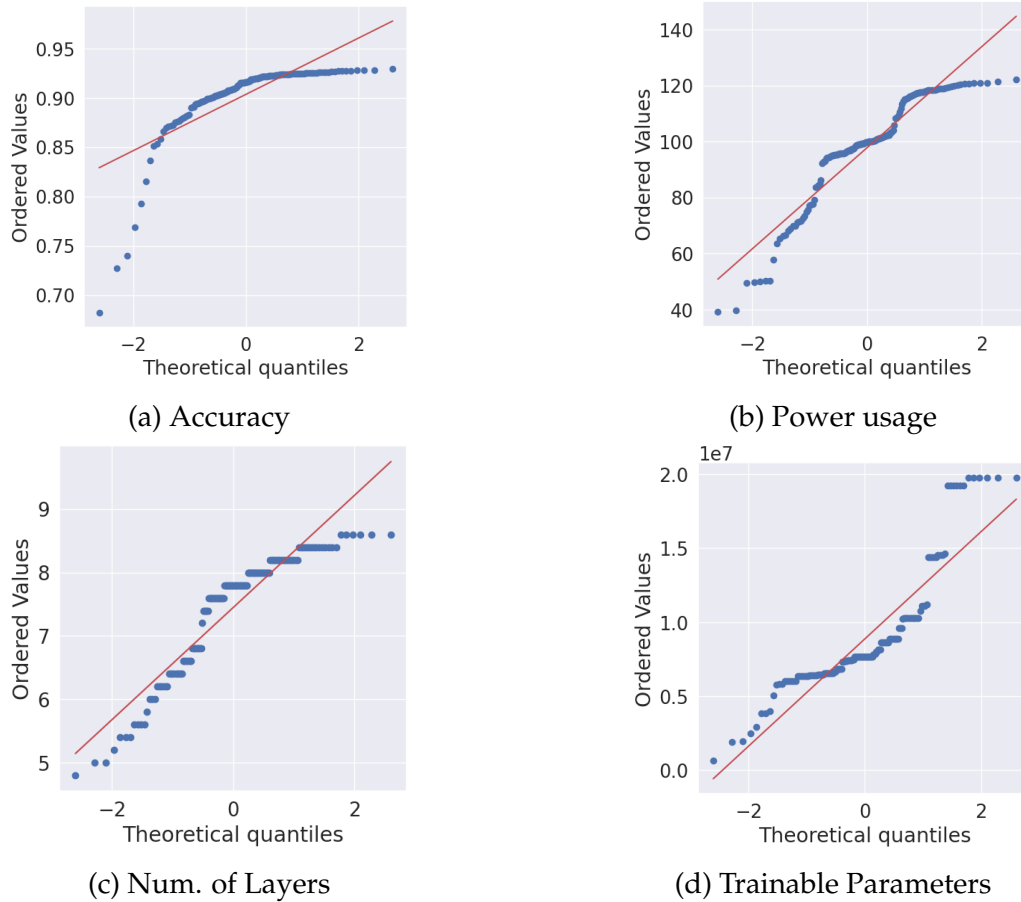 0.95
0.90
0.85
0.80
0.75
0.70
Ordered Values
−2 0 2
Theoretical quantiles
(a) Accuracy
140
120
100
80
60
40
Ordered Values
−2 0 2
Theoretical quantiles
(b) Power usage
9
8
7
6
5
Ordered Values
−2 0 2
Theoretical quantiles
(c) Num. of Layers
1e7
2.0
1.5
1.0
0.5
0.0
Ordered Values
−2 0 2
Theoretical quantiles
(d) Trainable Parameters